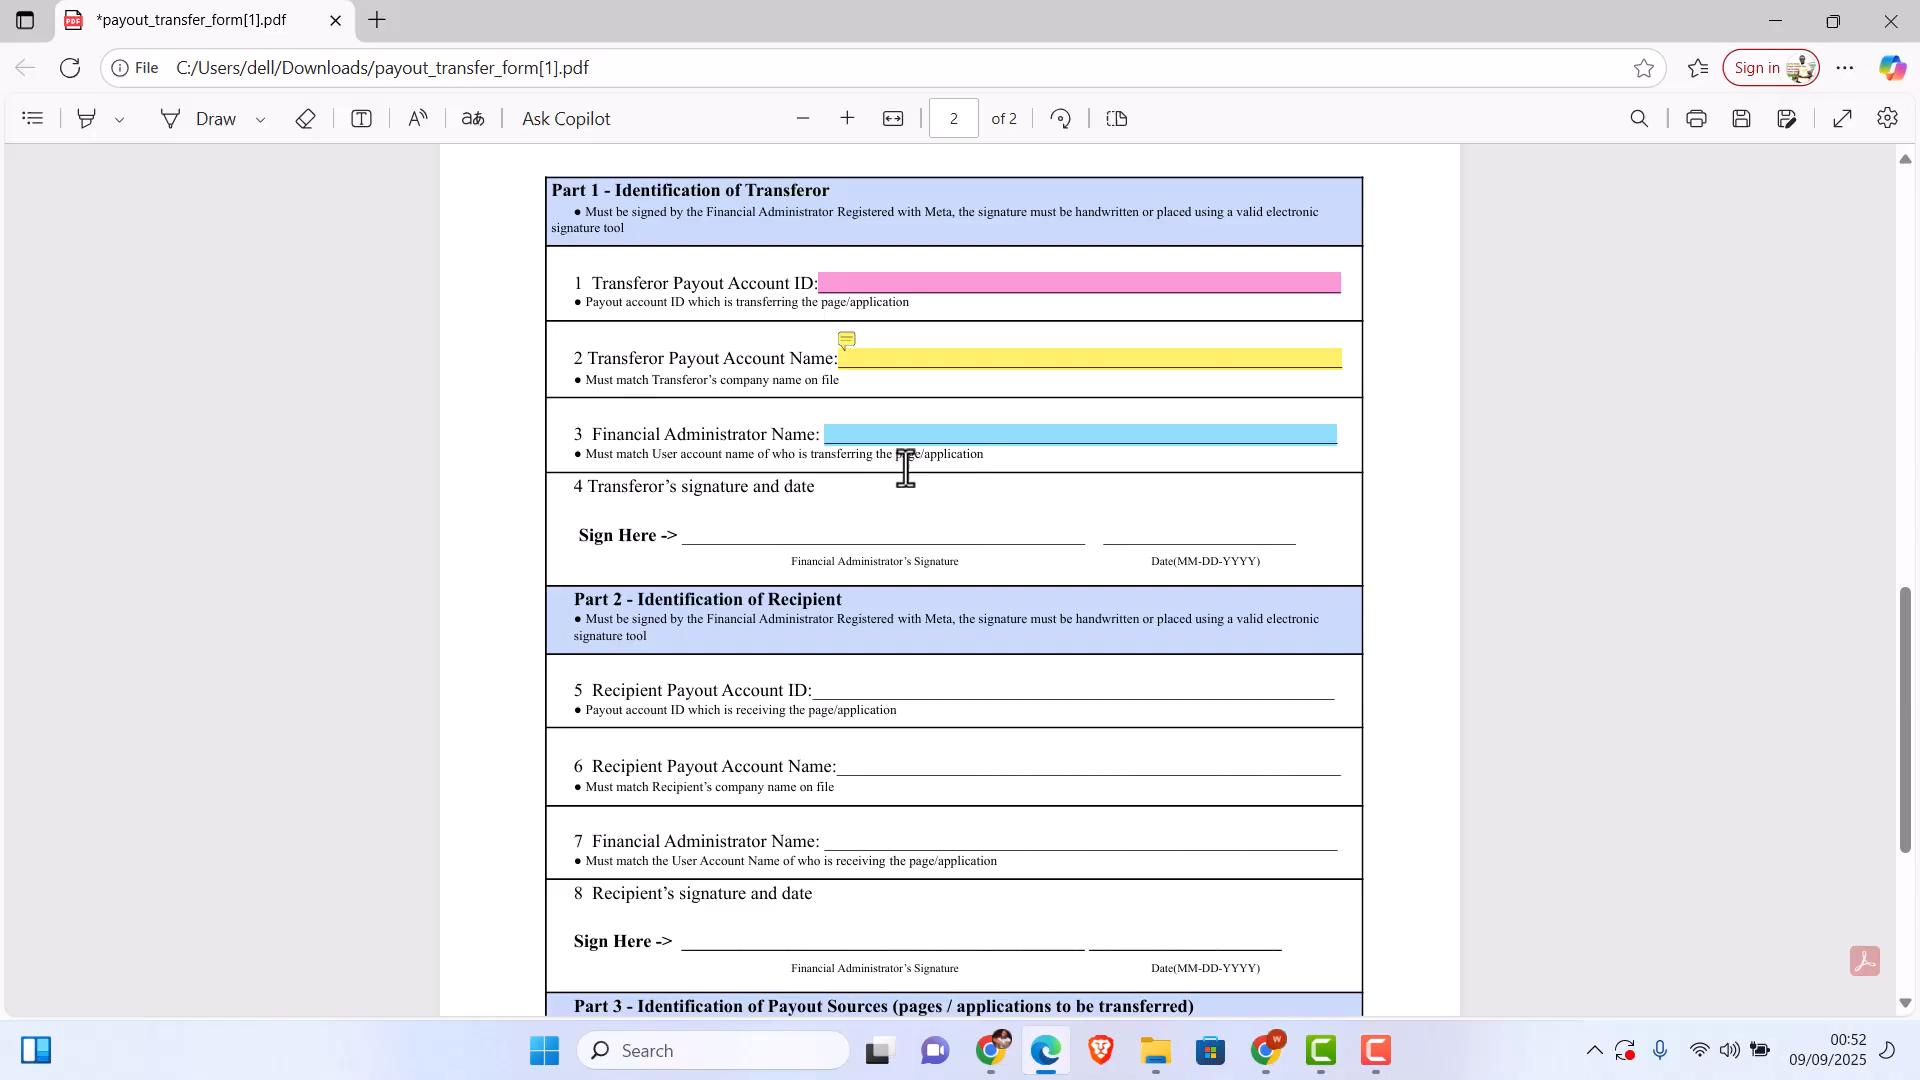 *payout_transfer_form[1].pdf
File C:/Users/dell/Downloads/payout_transfer_form[1].pdf
Sign in
Draw
Ask Copilot
2 of 2
Part 1 - Identification of Transferor
● Must be signed by the Financial Administrator Registered with Meta, the signature must be handwritten or placed using a valid electronic
signature tool
1 Transferor Payout Account ID:
● Payout account ID which is transferring the page/application
2 Transferor Payout Account Name:
● Must match Transferor’s company name on file
3 Financial Administrator Name:
● Must match User account name of who is transferring the page/application
4 Transferor’s signature and date
Sign Here ->
Financial Administrator’s Signature Date(MM-DD-YYYY)
Part 2 - Identification of Recipient
● Must be signed by the Financial Administrator Registered with Meta, the signature must be handwritten or placed using a valid electronic
signature tool
5 Recipient Payout Account ID:
● Payout account ID which is receiving the page/application
6 Recipient Payout Account Name:
● Must match Recipient’s company name on file
7 Financial Administrator Name:
● Must match the User Account Name of who is receiving the page/application
8 Recipient’s signature and date
Sign Here ->
Financial Administrator’s Signature Date(MM-DD-YYYY)
Part 3 - Identification of Payout Sources (pages / applications to be transferred)
Search
00:52
09/09/2025